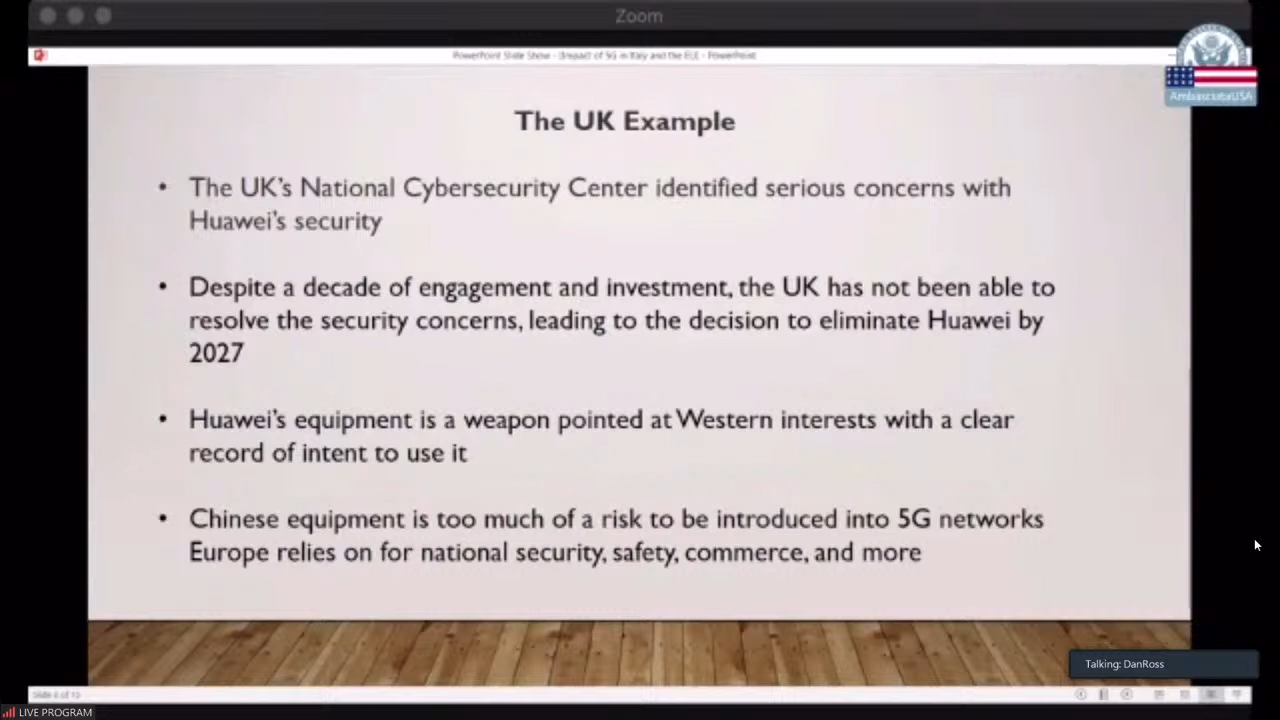 Zoom
PowerPoint Slide Show - (Impact of 5G in Italy and the EU) - PowerPoint
AmbasciataUSA
The UK Example
• The UK's National Cybersecurity Center identified serious concerns with
Huawei's security
• Despite a decade of engagement and investment, the UK has not been able to
resolve the security concerns, leading to the decision to eliminate Huawei by
2027
• Huawei's equipment is a weapon pointed at Western interests with a clear
record of intent to use it
• Chinese equipment is too much of a risk to be introduced into 5G networks
Europe relies on for national security, safety, commerce, and more
Talking: DanRoss
LIVE PROGRAM